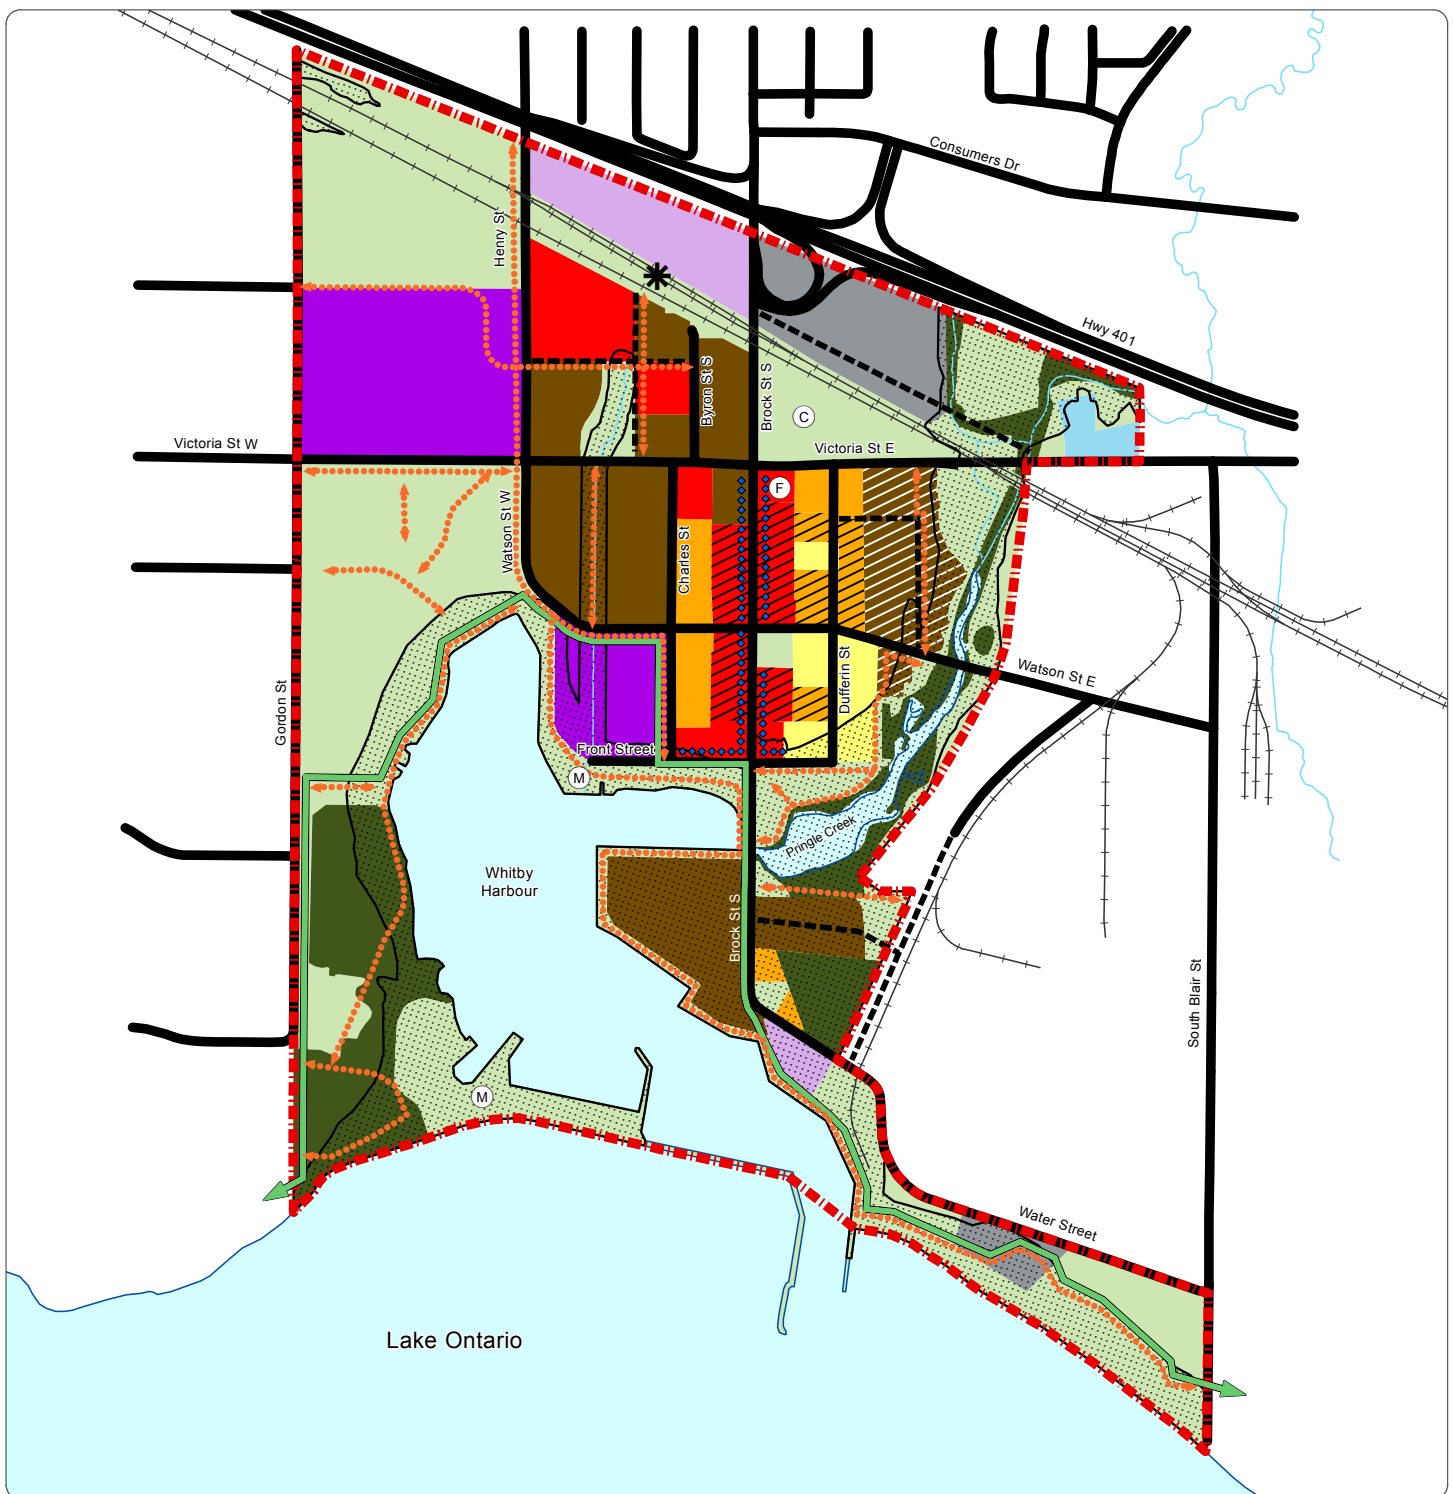 Consumers Dr
Henry St
Hwy 401
Byron St S
Brock St S
C
Victoria St W
Victoria St E
F
Watson St W
Charles St
Dufferin St
Watson St E
Gordon St
Front Street
M
Pringle Creek
Whitby
Harbour
Brock St S
South Blair St
M
Water Street
Lake Ontario